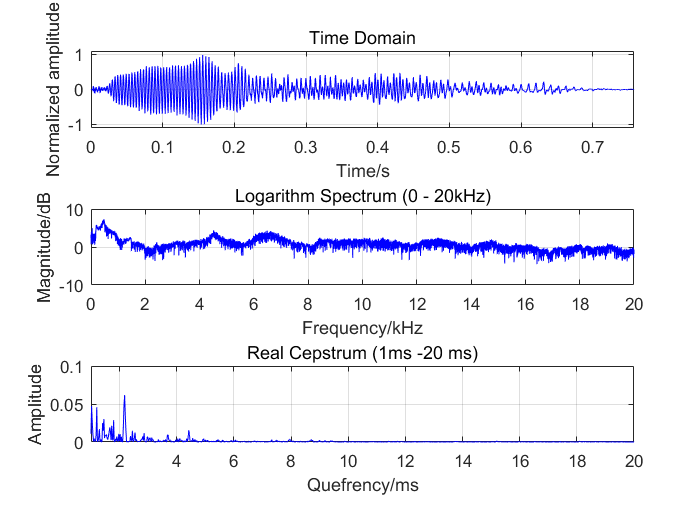 Time Domain
Normalized amplitude
1
0
-1
0 0.1 0.2 0.3 0.4 0.5 0.6 0.7
Time/s
Logarithm Spectrum (0 - 20kHz)
Magnitude/dB
10
0
-10
0 2 4 6 8 10 12 14 16 18 20
Frequency/kHz
Real Cepstrum (1ms -20 ms)
Amplitude
0.1
0.05
0
2 4 6 8 10 12 14 16 18 20
Quefrency/ms